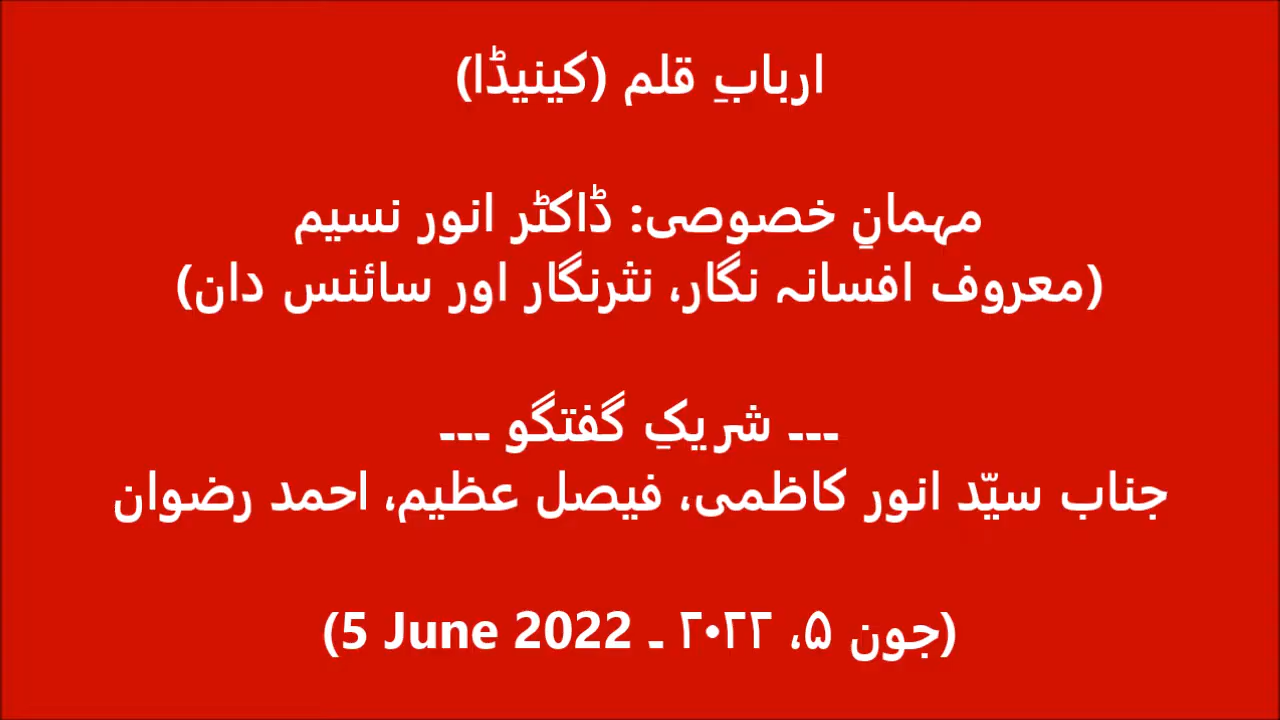 اربابِ قلم (کینیڈا)
مہمانِ خصوصی: ڈاکٹر انور نسیم
(معروف افسانہ نگار، نثرنگار اور سائنس دان)
--- شریکِ گفتگو ---
جناب سیّد انور کاظمی، فیصل عظیم، احمد رضوان
(جون ۵، ۲۰۲۲ ـ 5 June 2022)